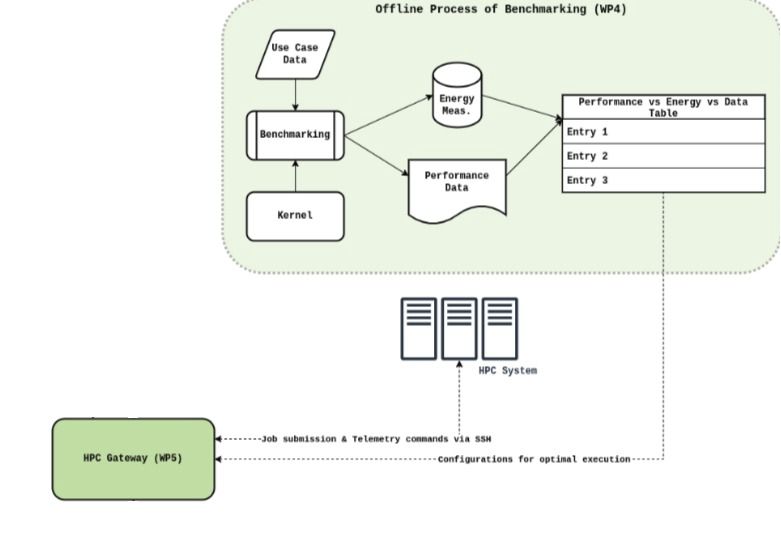 Offline Process of Benchmarking (WP4)
Use Case
Data
Benchmarking
Kernel
Energy
Meas.
Performance
Data
Performance vs Energy vs Data
Table
Entry 1
Entry 2
Entry 3
HPC System
Job submission & Telemetry commands via SSH
HPC Gateway (WP5)
Configurations for optimal execution